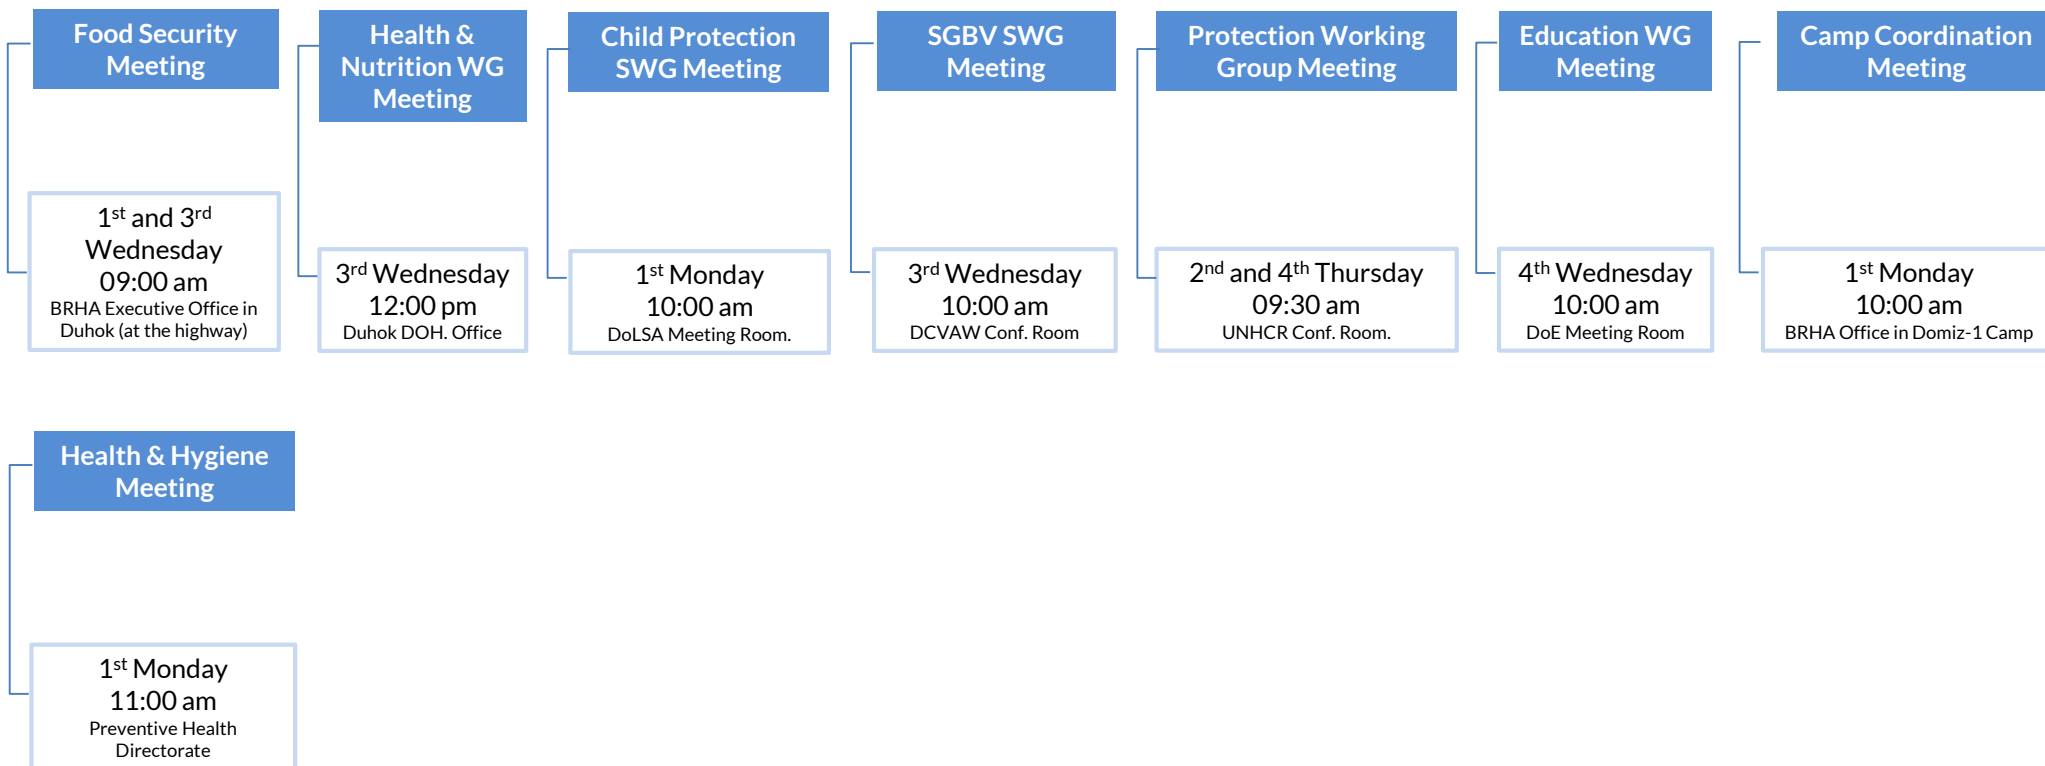 Food Security
Meeting
1st and 3rd
Wednesday
09:00 am
BRHA Executive Office in
Duhok (at the highway)
Health &
Nutrition WG
Meeting
3rd Wednesday
12:00 pm
Duhok DOH. Office
Child Protection
SWG Meeting
1st Monday
10:00 am
DoLSA Meeting Room.
SGBV SWG
Meeting
3rd Wednesday
10:00 am
DCVAW Conf. Room
Protection Working
Group Meeting
2nd and 4th Thursday
09:30 am
UNHCR Conf. Room.
Education WG
Meeting
4th Wednesday
10:00 am
DoE Meeting Room
Camp Coordination
Meeting
1st Monday
10:00 am
BRHA Office in Domiz-1 Camp
Health & Hygiene
Meeting
1st Monday
11:00 am
Preventive Health
Directorate